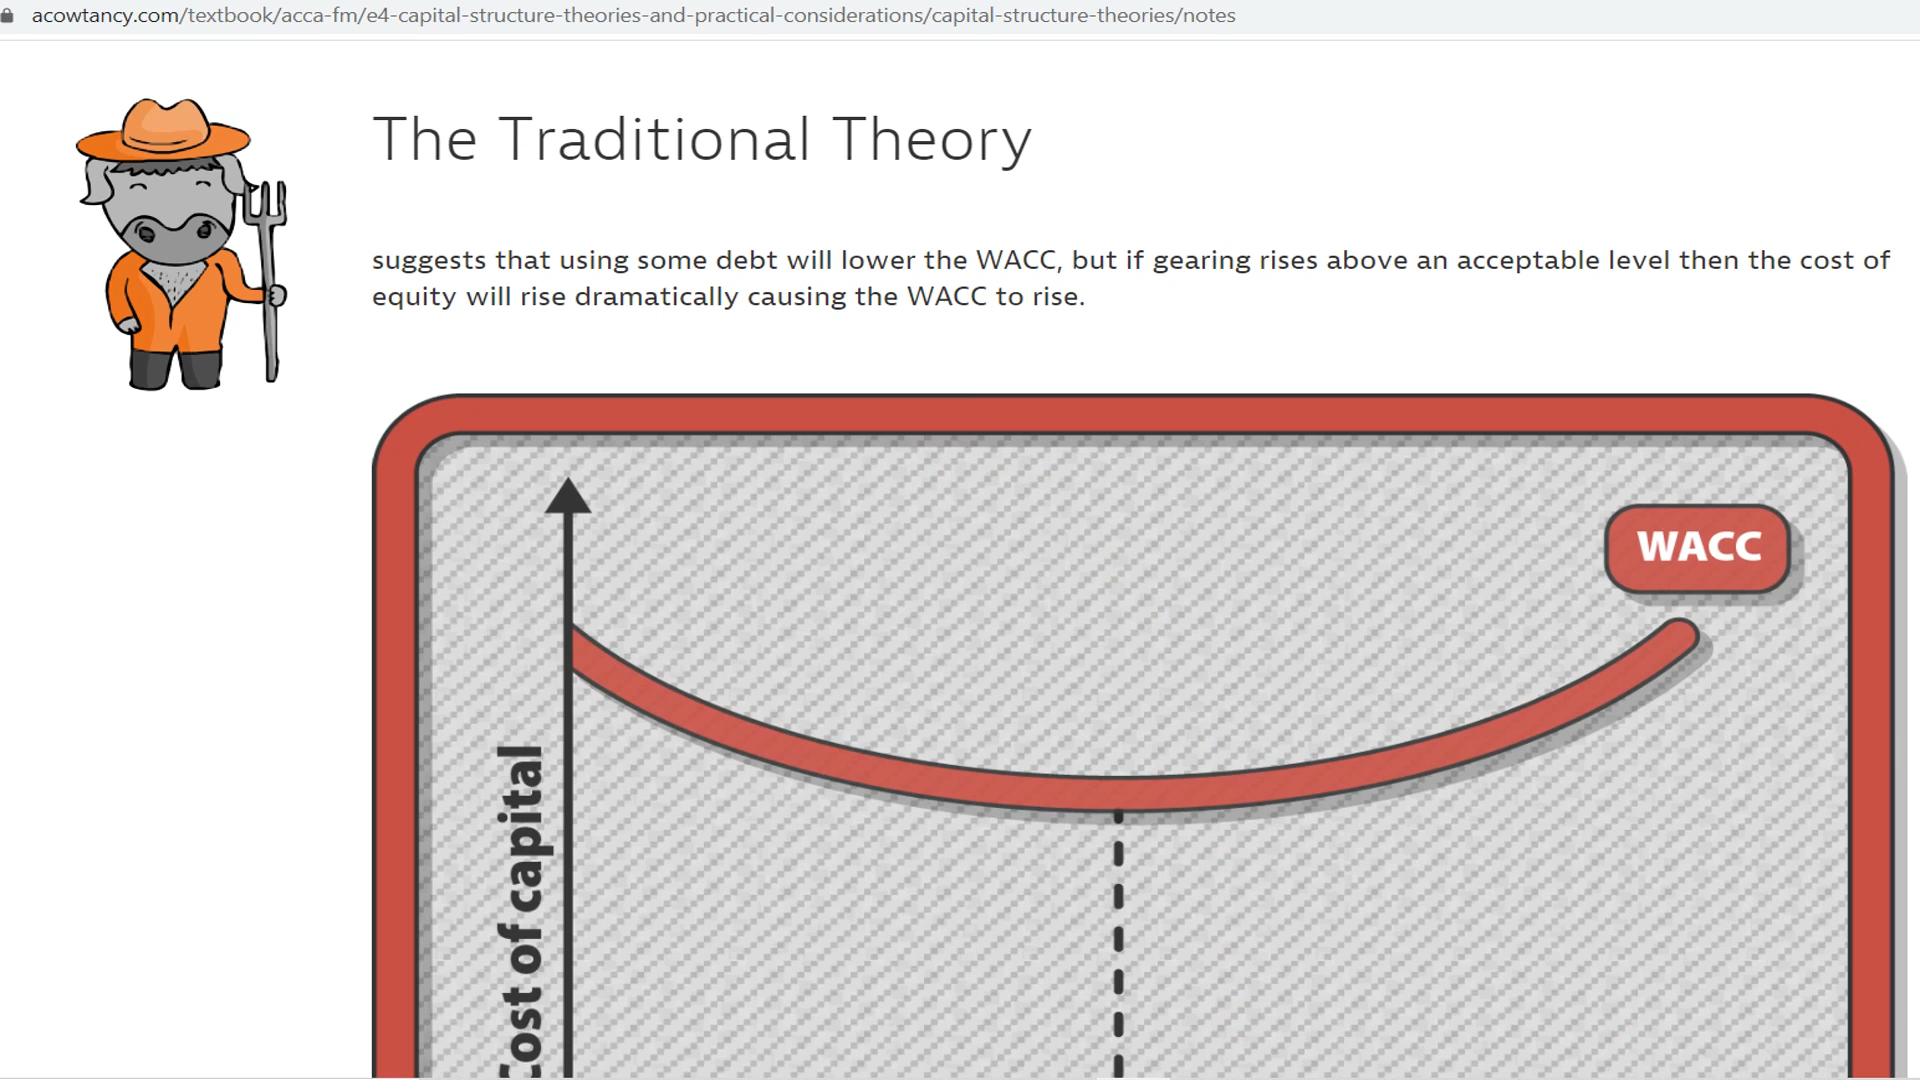 acowtancy.com/textbook/acca-fm/e4-capital-structure-theories-and-practical-considerations/capital-structure-theories/notes
The Traditional Theory
suggests that using some debt will lower the WACC, but if gearing rises above an acceptable level then the cost of
equity will rise dramatically causing the WACC to rise.
WACC
Cost of capital